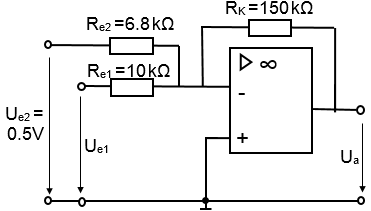 Re2=6.8kΩ
RK=150kΩ
Re1=10kΩ
▷ ∞
-
+
Ue2 =
0.5V
Ue1
Ua